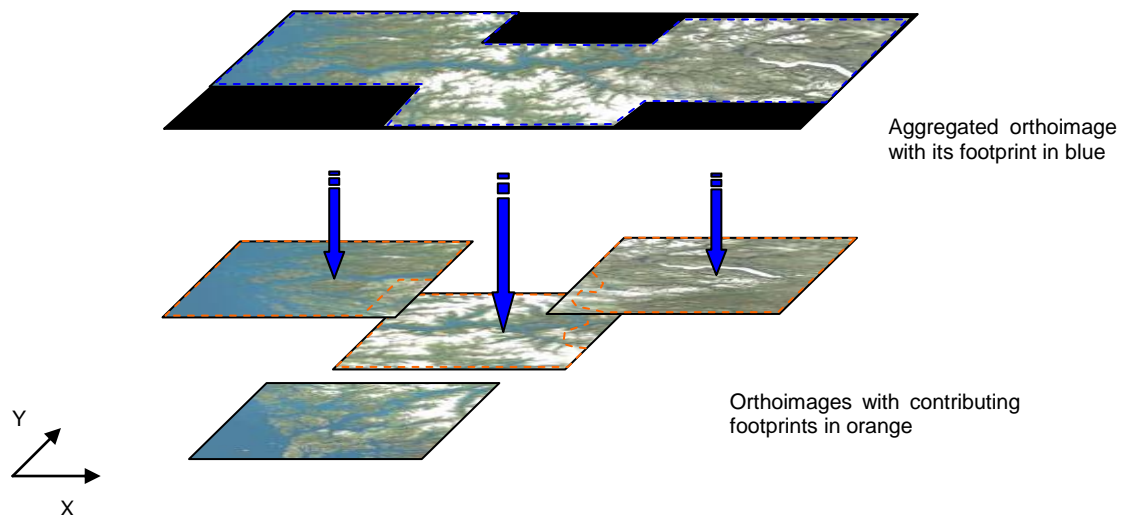 Aggregated orthoimage
with its footprint in blue
Orthoimages with contributing
footprints in orange
Y
X